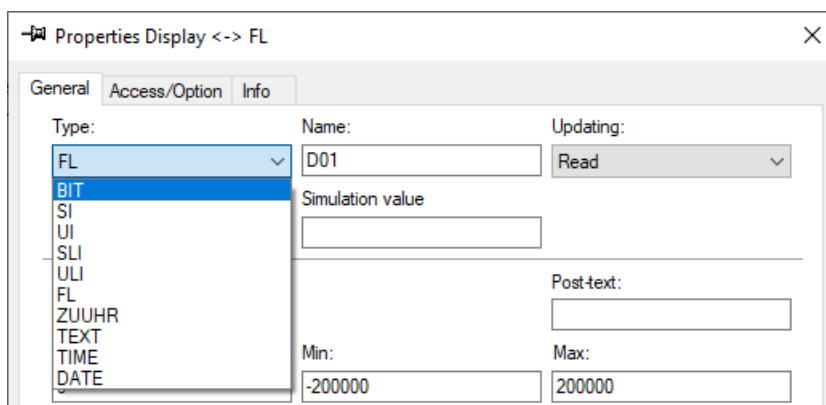 Properties Display <-> FL
General Access/Option Info
Type: Name: Updating:
FL D01 Read
BIT
SI
UI
SLI
ULI
FL
ZUUHR
TEXT
TIME
DATE
Simulation value
Post-text:
Min: Max:
-200000 200000